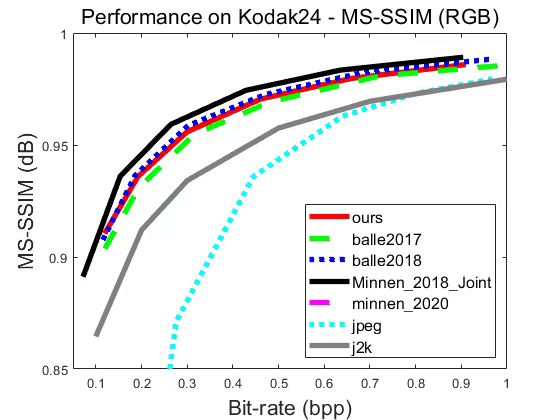 Performance on Kodak24 - MS-SSIM (RGB)
MS-SSIM (dB)
1
0.95
0.9
0.85
ours
balle2017
balle2018
Minnen_2018_Joint
minnen_2020
jpeg
j2k
0.1 0.2 0.3 0.4 0.5 0.6 0.7 0.8 0.9 1
Bit-rate (bpp)